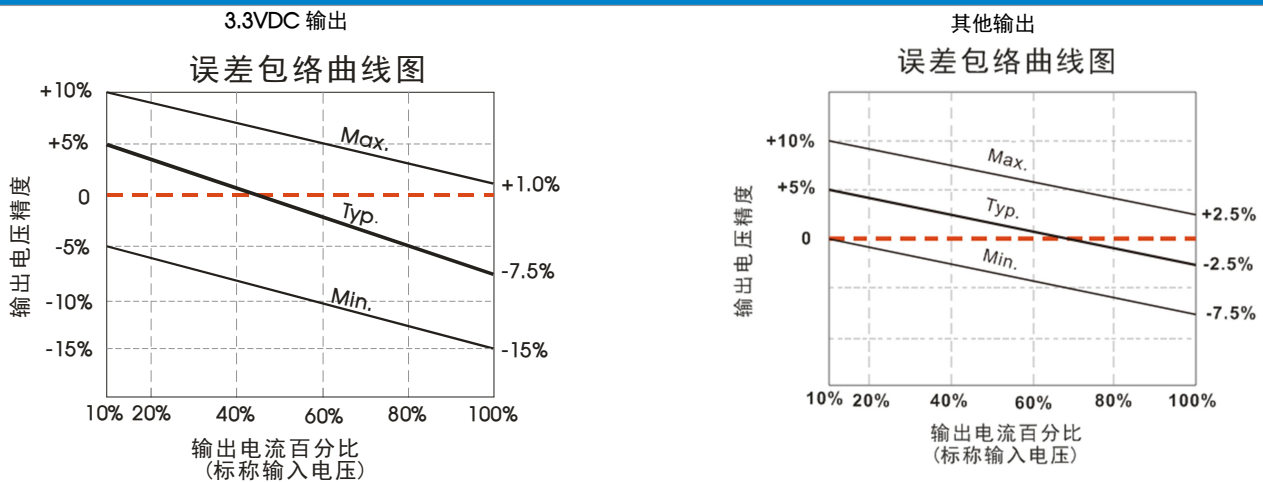 3.3VDC 输出
误差包络曲线图
+10%
+5%
0
-5%
-10%
-15%
输出电压精度
Max.
Typ.
Min.
+1.0%
-7.5%
-15%
10% 20% 40% 60% 80% 100%
输出电流百分比
(标称输入电压)
其他输出
误差包络曲线图
+10%
+5%
0
输出电压精度
Max.
Typ.
Min.
+2.5%
-2.5%
-7.5%
10% 20% 40% 60% 80% 100%
输出电流百分比
(标称输入电压)